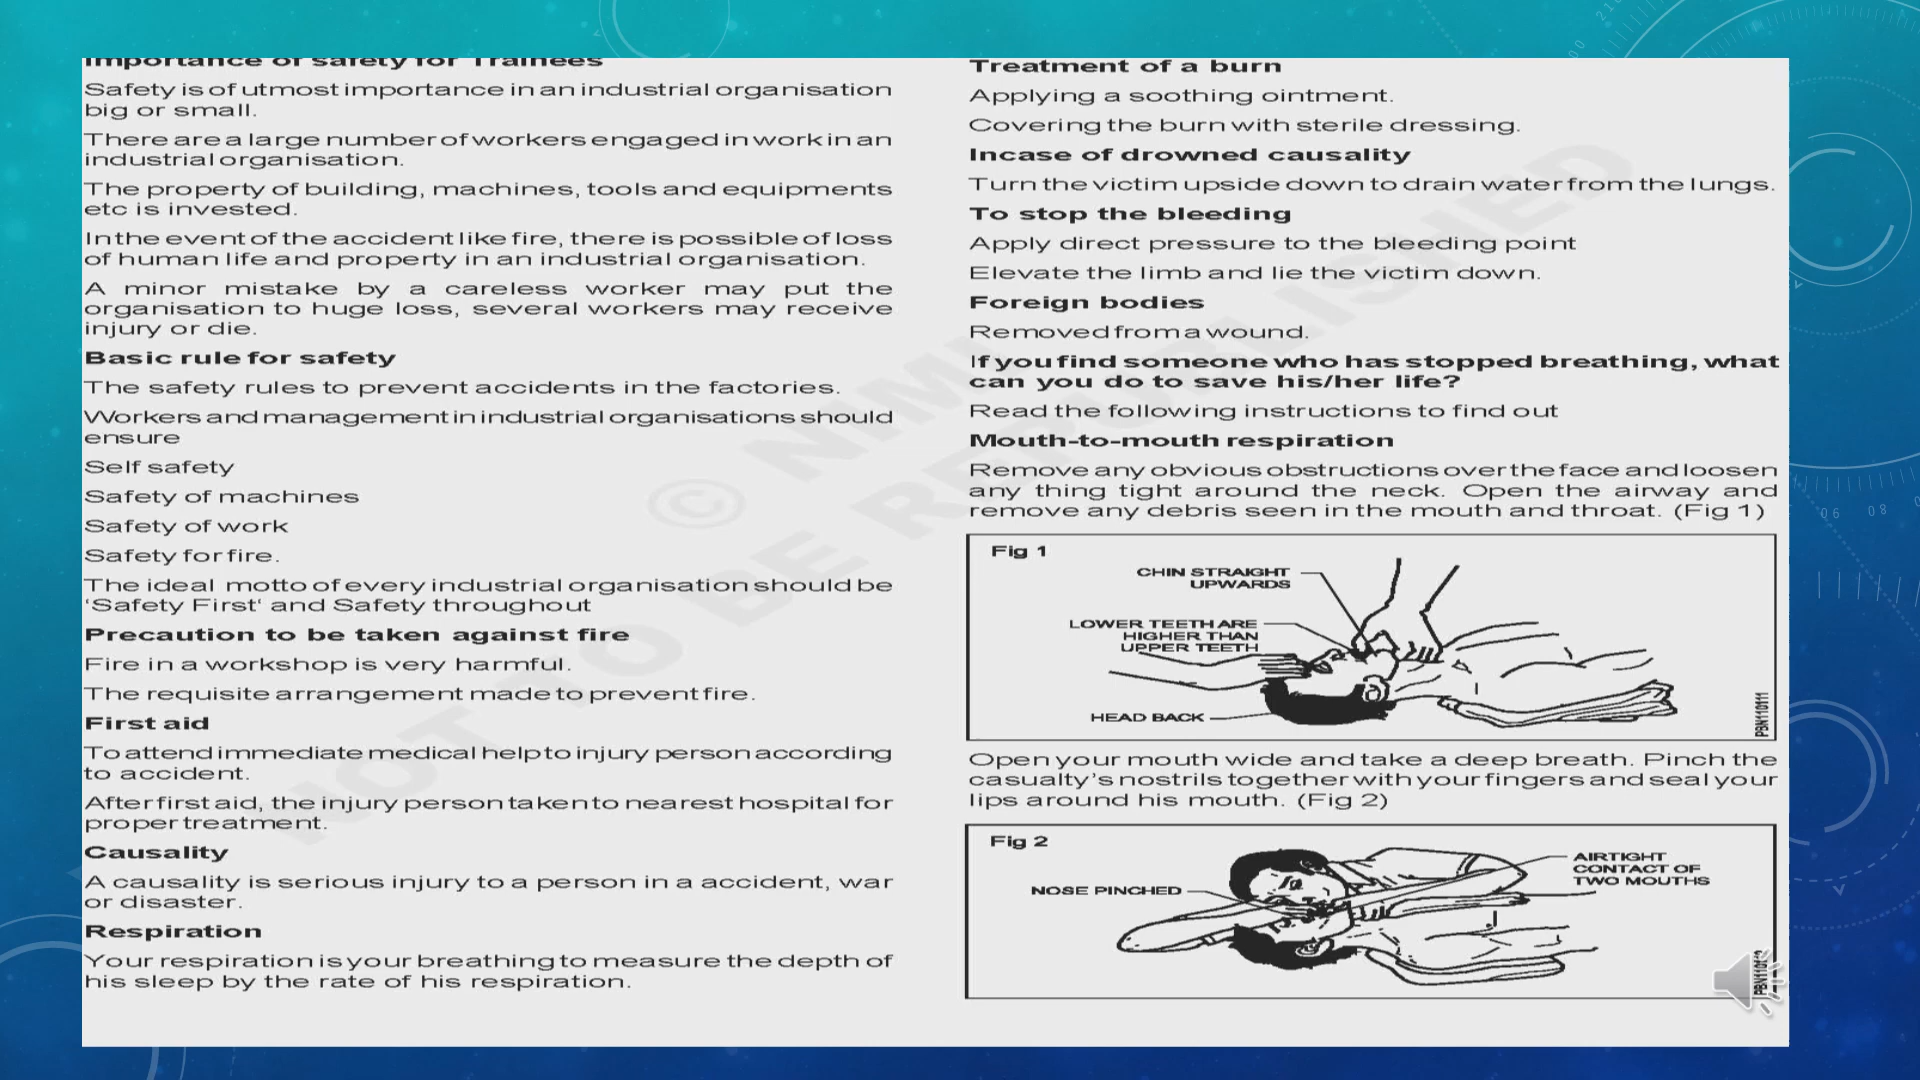 Importance of safety for Trainees
Safety is of utmost importance in an industrial organisation
big or small.
There are a large number of workers engaged in work in an
industrial organisation.
The property of building, machines, tools and equipments
etc is invested.
In the event of the accident like fire, there is possible of loss
of human life and property in an industrial organisation.
A minor mistake by a careless worker may put the
organisation to huge loss, several workers may receive
injury or die.
Basic rule for safety
The safety rules to prevent accidents in the factories.
Workers and management in industrial organisations should
ensure
Self safety
Safety of machines
Safety of work
Safety for fire.
The ideal motto of every industrial organisation should be
'Safety First' and Safety throughout
Precaution to be taken against fire
Fire in a workshop is very harmful.
The requisite arrangement made to prevent fire.
First aid
To attend immediate medical help to injury person according
to accident.
After first aid, the injury person taken to nearest hospital for
proper treatment.
Causality
A causality is serious injury to a person in a accident, war
or disaster.
Respiration
Your respiration is your breathing to measure the depth of
his sleep by the rate of his respiration.
Treatment of a burn
Applying a soothing ointment.
Covering the burn with sterile dressing.
Incase of drowned causality
Turn the victim upside down to drain water from the lungs.
To stop the bleeding
Apply direct pressure to the bleeding point
Elevate the limb and lie the victim down.
Foreign bodies
Removed from a wound.
If you find someone who has stopped breathing, what
can you do to save his/her life?
Read the following instructions to find out
Mouth-to-mouth respiration
Remove any obvious obstructions over the face and loosen
any thing tight around the neck. Open the airway and
remove any debris seen in the mouth and throat. (Fig 1)
Fig 1
CHIN STRAIGHT
UPWARDS
LOWER TEETH ARE
HIGHER THAN
UPPER TEETH
HEAD BACK
PBN110111
Open your mouth wide and take a deep breath. Pinch the
casualty's nostrils together with your fingers and seal your
lips around his mouth. (Fig 2)
Fig 2
NOSE PINCHED
AIRTIGHT
CONTACT OF
TWO MOUTHS
PBN110112
© NIMI
NOT TO BE REPUBLISHED
06 08